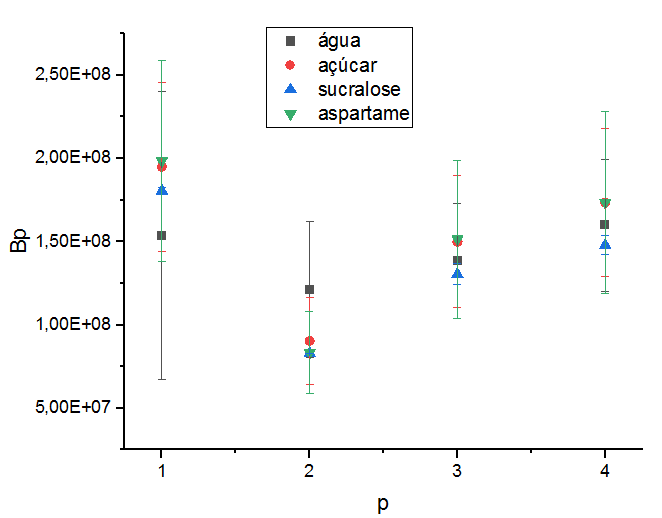 água
açúcar
sucralose
aspartame
2,50E+08
2,00E+08
1,50E+08
1,00E+08
5,00E+07
Bp
1 2 3 4
p